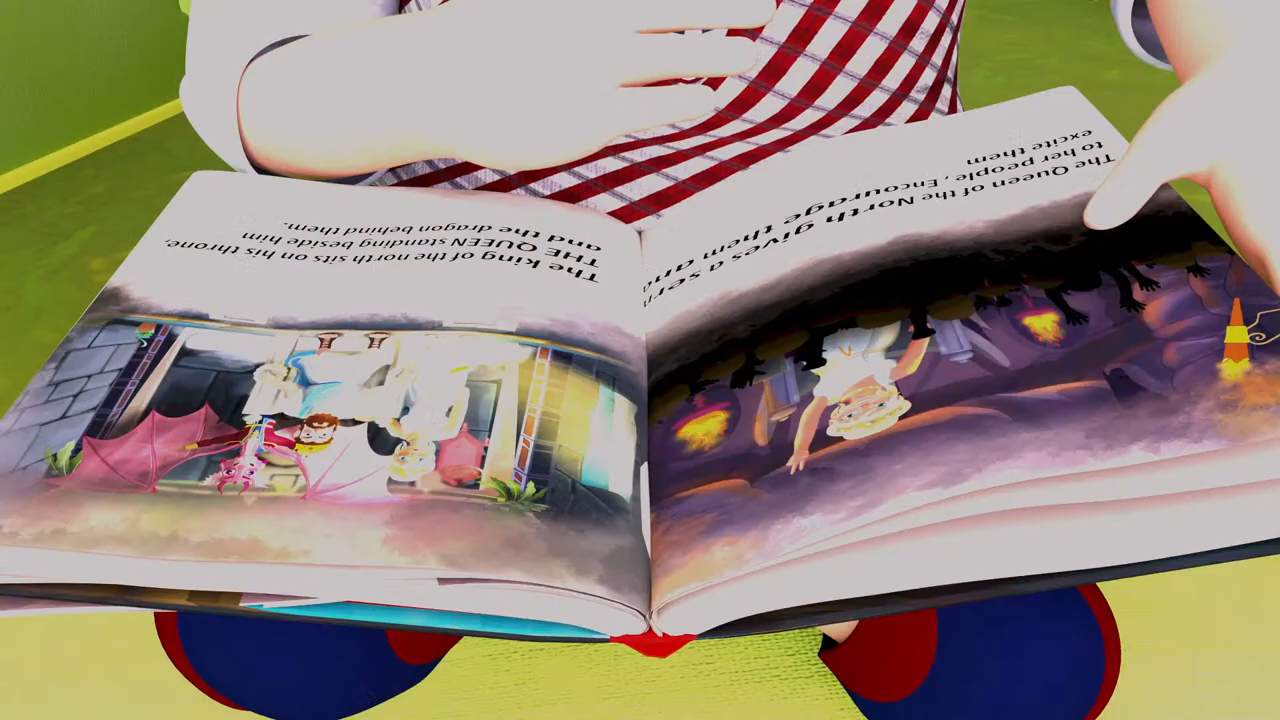 The Queen of the North gives a
to her people , Encourage them and
excite them
The king of the north sits on his throne,
THE QUEEN standing beside him
and the dragon behind them.